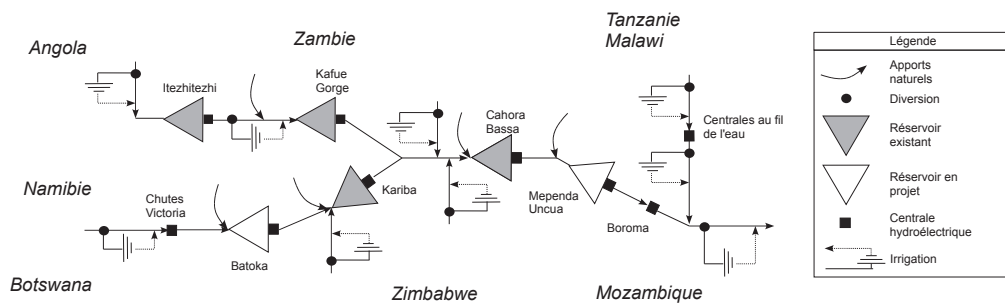 Angola
Zambie
Tanzanie
Malawi
Itezhitezhi
Kafue
Gorge
Cahora
Bassa
Centrales au fil
de l'eau
Namibie
Chutes
Victoria
Kariba
Mependa
Uncua
Batoka
Boroma
Botswana
Zimbabwe
Mozambique
Légende
Apports
naturels
Diversion
Réservoir
existant
Réservoir en
projet
Centrale
hydroélectrique
Irrigation